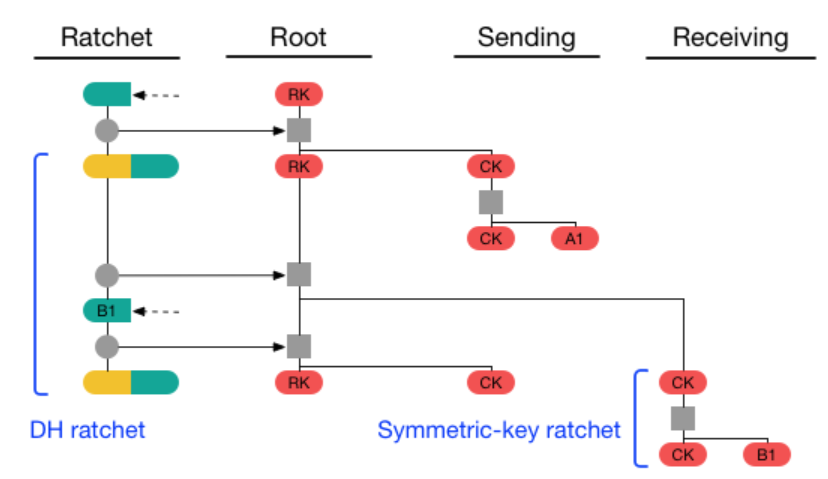 Ratchet Root Sending Receiving
RK
RK CK
CK A1
B1
RK CK CK
DH ratchet Symmetric-key ratchet
CK B1